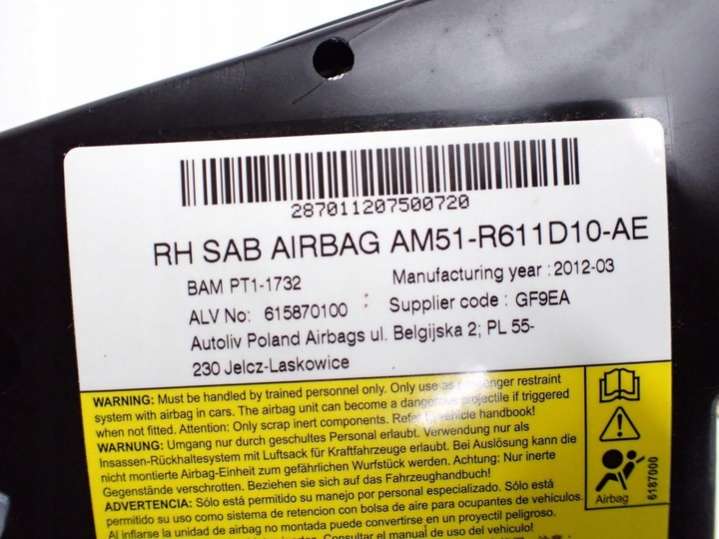 287011207500720
RH SAB AIRBAG AM51-R611D10-AE
BAM PT1-1732 Manufacturing year : 2012-03
ALV No: 615870100 : Supplier code : GF9EA
Autoliv Poland Airbags ul. Belgijska 2; PL 55-
230 Jelcz-Laskowice
WARNING: Must be handled by trained personnel only. Only use as passenger restraint
system with airbag in cars. The airbag unit can become a dangerous projectile if triggered
when not fitted. Attention: Only scrap inert components. Refer to vehicle handbook!
WARNUNG: Umgang nur durch geschultes Personal erlaubt. Verwendung nur als
Insassen-Rückhaltesystem mit Luftsack für Kraftfahrzeuge erlaubt. Bei Auslösung kann die
nicht montierte Airbag-Einheit zum gefährlichen Wurfstück werden. Achtung: Nur inerte
Gegenstände verschrotten. Beziehen sie sich auf das Fahrzeughandbuch!
ADVERTENCIA: Sólo está permitido su manejo por personal especializado. Sólo está
permitido su uso como sistema de retencion con bolsa de aire para ocupantes de vehículos.
Al inflarse la unidad de airbag no montada puede convertirse en un proyectil peligroso.
Consultar el manual de uso del vehículo!
Airbag
6187000